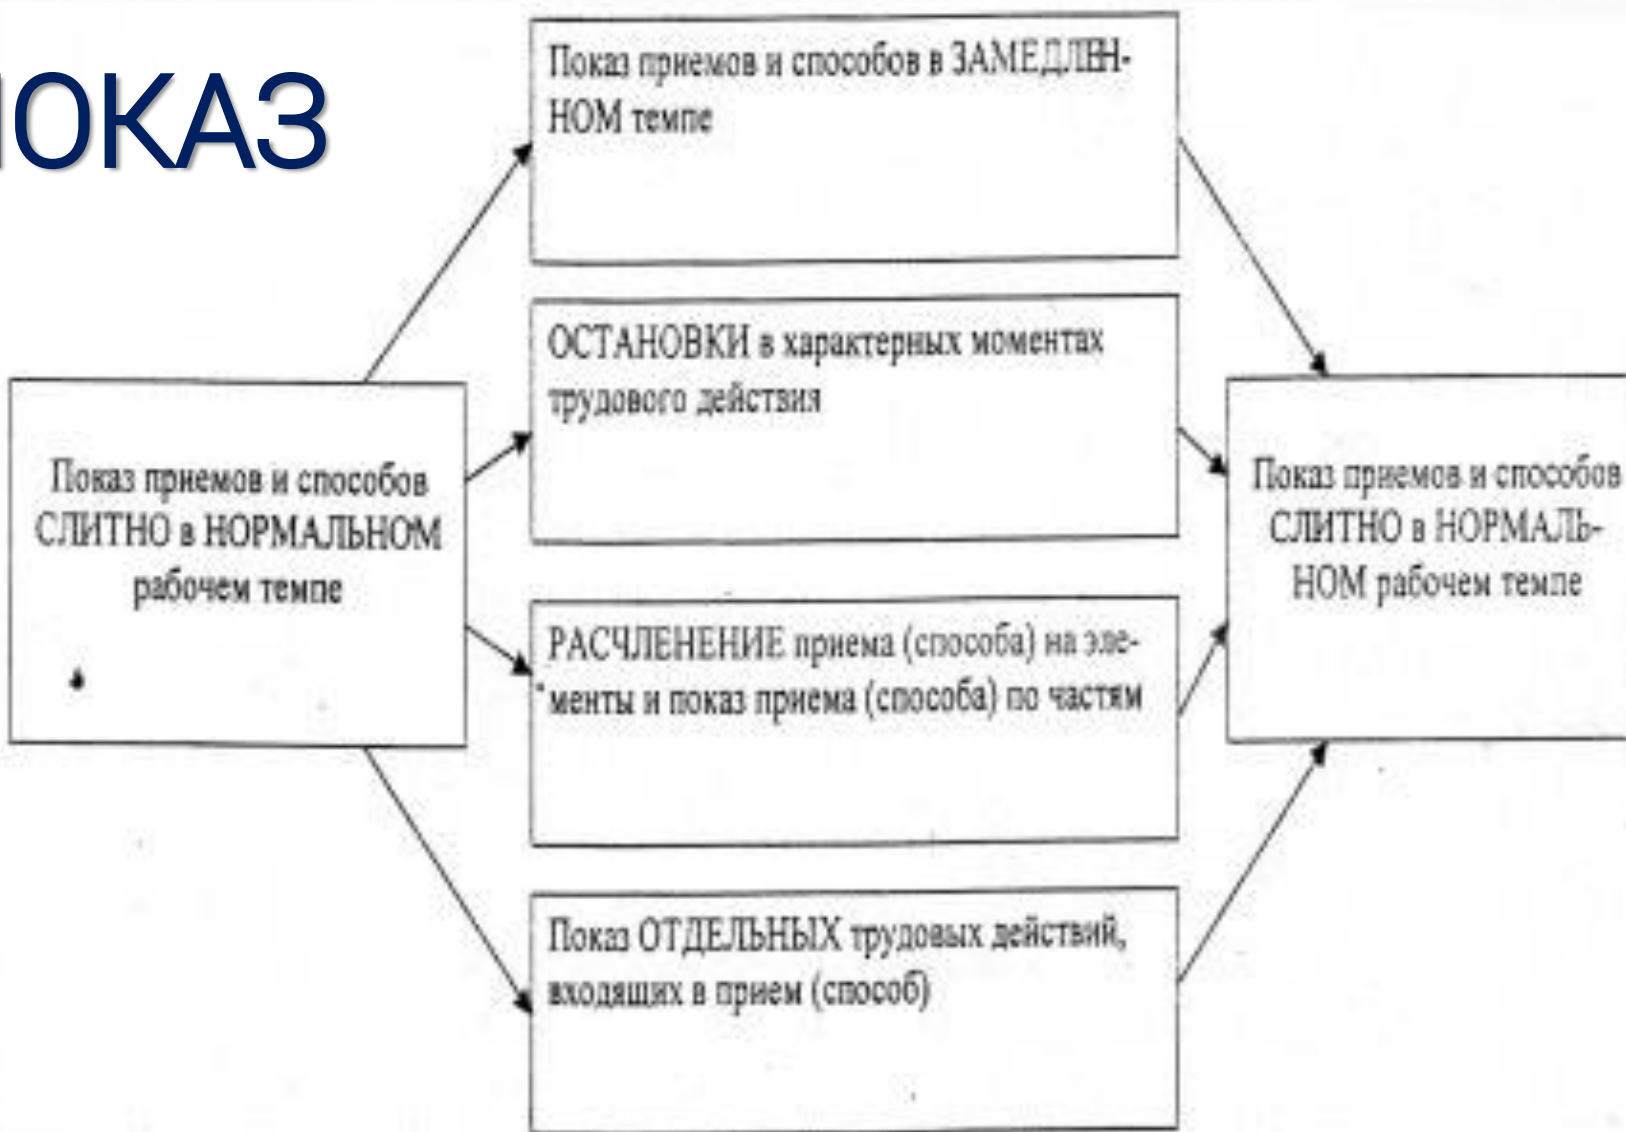 ПОКАЗ
Показ приемов и способов в ЗАМЕДЛЕН-
НОМ темпе
ОСТАНОВКИ в характерных моментах
трудового действия
Показ приемов и способов
СЛИТНО в НОРМАЛЬНОМ
рабочем темпе
РАСЧЛЕНЕНИЕ приема (способа) на эле-
менты и показ приема (способа) по частям
Показ ОТДЕЛЬНЫХ трудовых действий,
входящих в прием (способ)
Показ приемов и способов
СЛИТНО в НОРМАЛЬ-
НОМ рабочем темпе